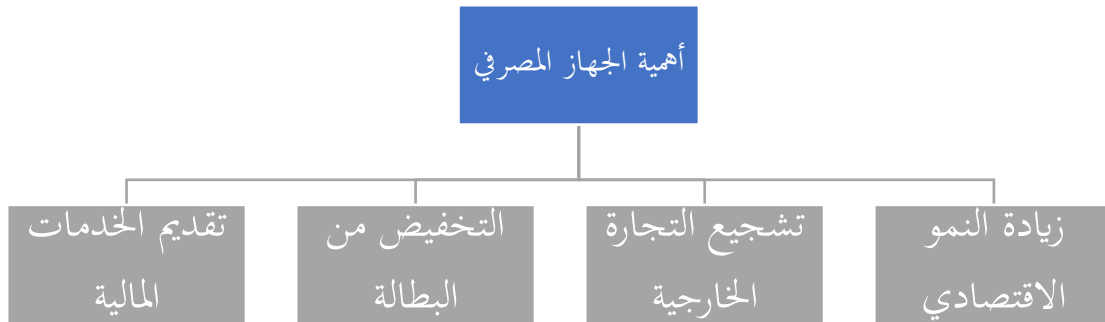 أهمية الجهاز المصرفي
زيادة النمو
الاقتصادي
تشجيع التجارة
الخارجية
التخفيض من
البطالة
تقديم الخدمات
المالية